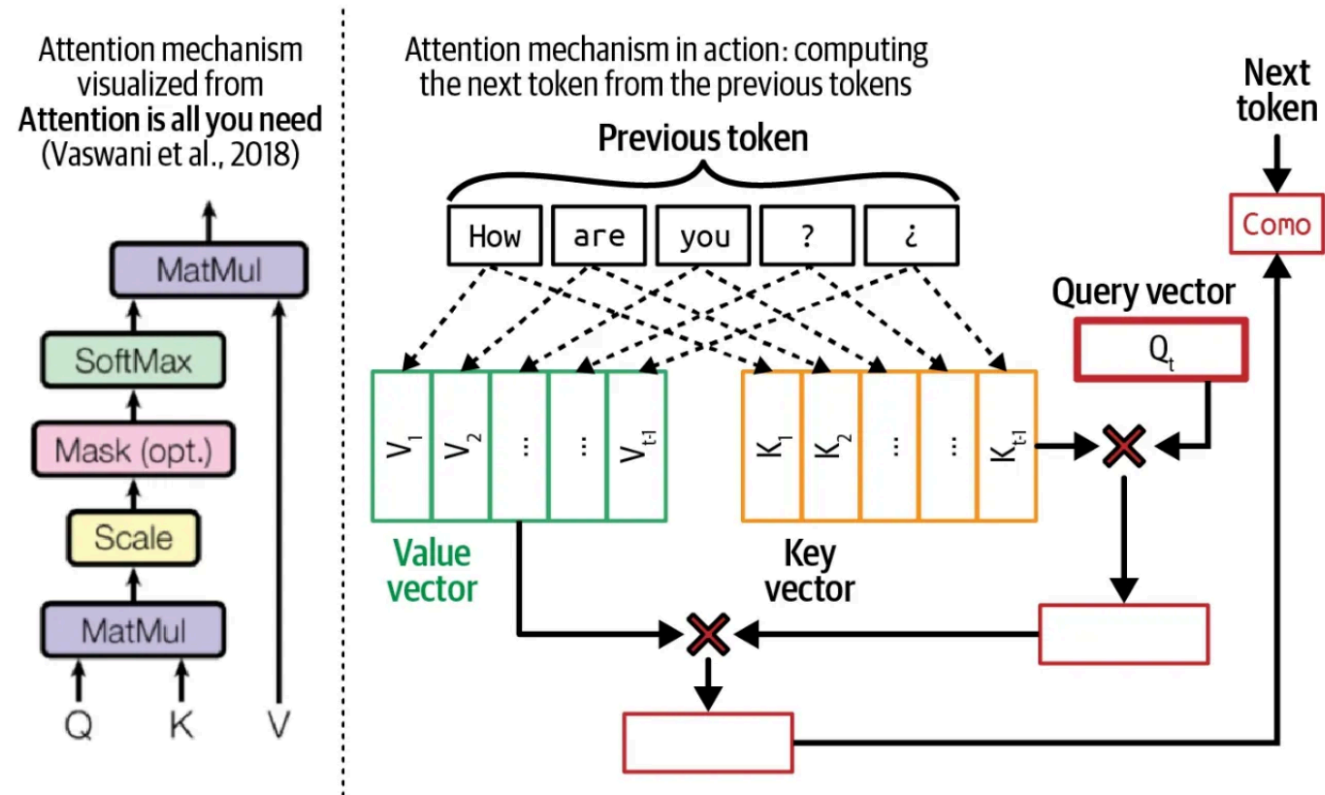 Attention mechanism
visualized from
Attention is all you need
(Vaswani et al., 2018)
MatMul
SoftMax
Mask (opt.)
Scale
MatMul
Q K V
Attention mechanism in action: computing
the next token from the previous tokens
Previous token
How are you ? ¿
Next
token
Como
Query vector
Qt
V1 V2 ... ... Vt-1
K1 K2 ... ... Kt-1
Value
vector
Key
vector